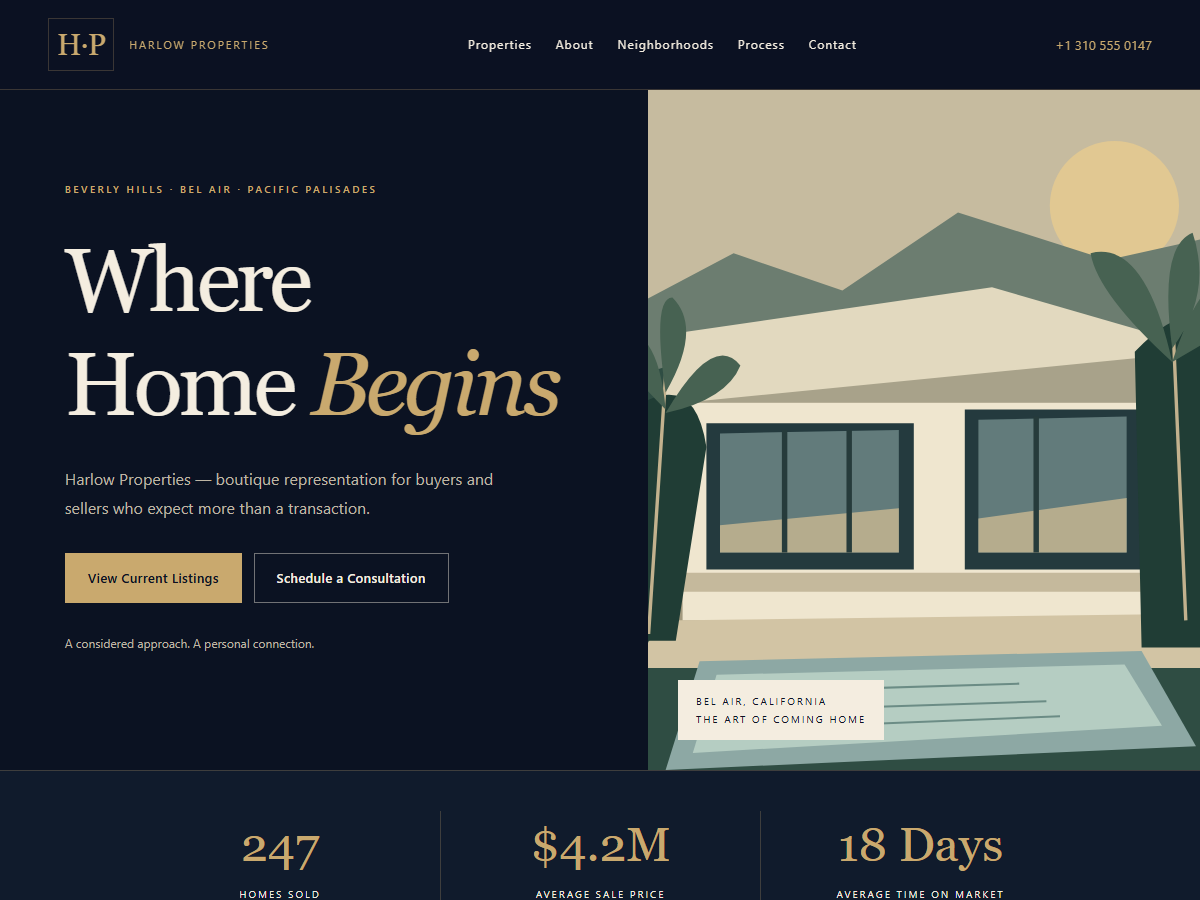 H·P
HARLOW PROPERTIES
Properties
About
Neighborhoods
Process
Contact
+1 310 555 0147
BEVERLY HILLS · BEL AIR · PACIFIC PALISADES
Where
Home Begins
Harlow Properties — boutique representation for buyers and
sellers who expect more than a transaction.
View Current Listings
Schedule a Consultation
A considered approach. A personal connection.
BEL AIR, CALIFORNIA
THE ART OF COMING HOME
247
HOMES SOLD
$4.2M
AVERAGE SALE PRICE
18 Days
AVERAGE TIME ON MARKET